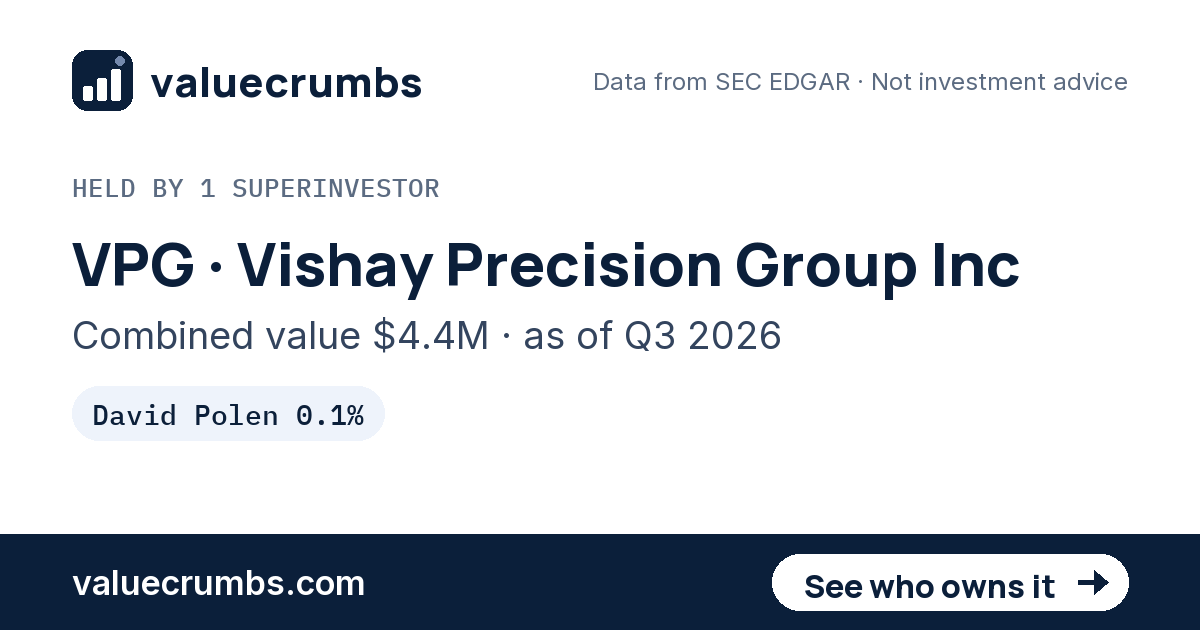 valuecrumbs
Data from SEC EDGAR · Not investment advice
HELD BY 1 SUPERINVESTOR
VPG · Vishay Precision Group Inc
Combined value $4.4M · as of Q3 2026
David Polen 0.1%
valuecrumbs.com
See who owns it →